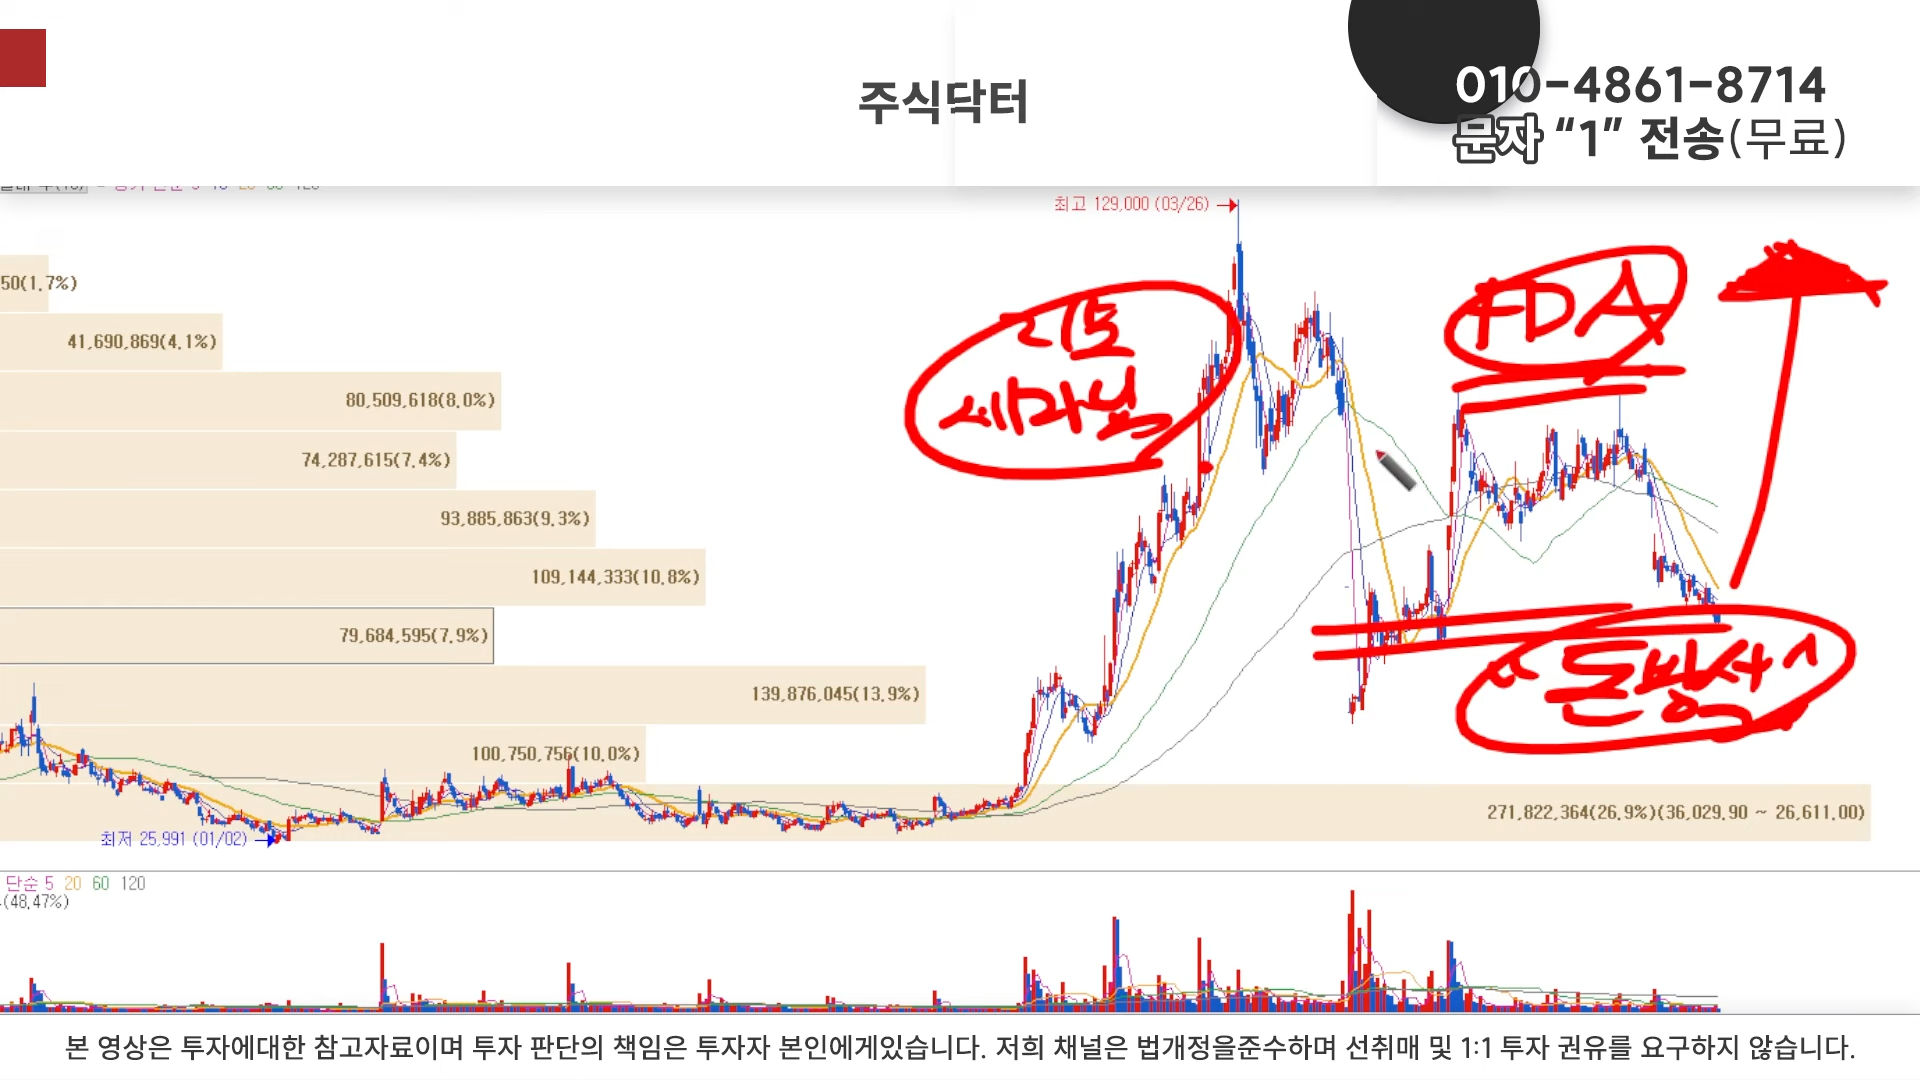 주식닥터
010-4861-8714
문자 “1” 전송(무료)
최고 129,000 (03/26)
50(1.7%)
41,690,869(4.1%)
80,509,618(8.0%)
74,287,615(7.4%)
93,885,863(9.3%)
109,144,333(10.8%)
79,684,595(7.9%)
139,876,045(13.9%)
100,750,756(10.0%)
271,822,364(26.9%)(36,029.90 ~ 26,611.00)
FDA
최저 25,991 (01/02)
단순 5 20 60 120
(48.47%)
본 영상은 투자에대한 참고자료이며 투자 판단의 책임은 투자자 본인에게있습니다. 저희 채널은 법개정을준수하며 선취매 및 1:1 투자 권유를 요구하지 않습니다.